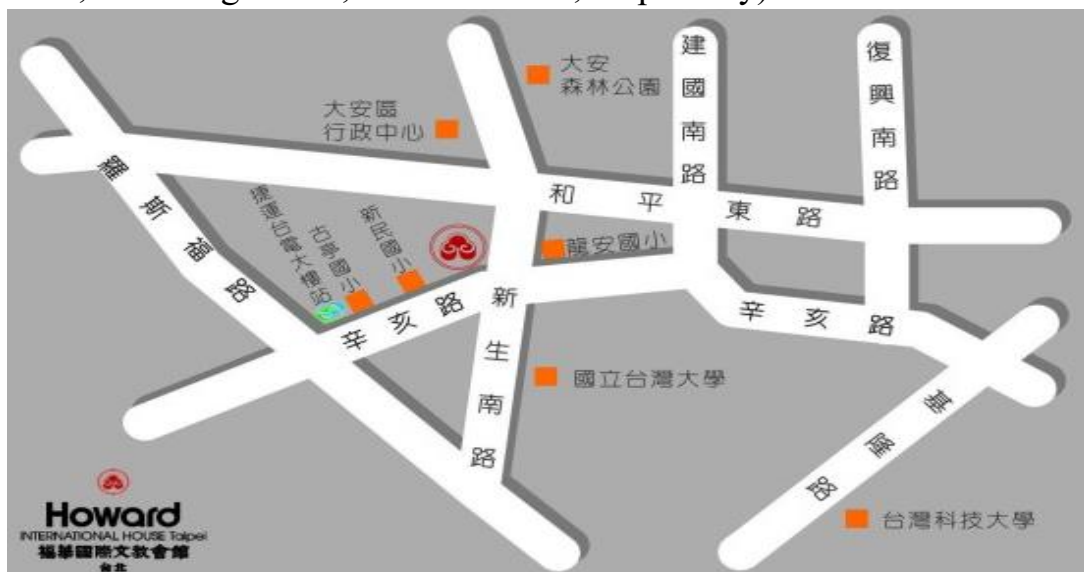 大安
森林公園
大安區
行政中心
建國南路
復興南路
羅斯福路
和平東路
捷運台電大樓站
古亭國小
新民國小
龍安國小
辛亥路
新生南路
辛亥路
國立台灣大學
基隆路
台灣科技大學
Howard
INTERNATIONAL HOUSE Taipei
福華國際文教會館
台北